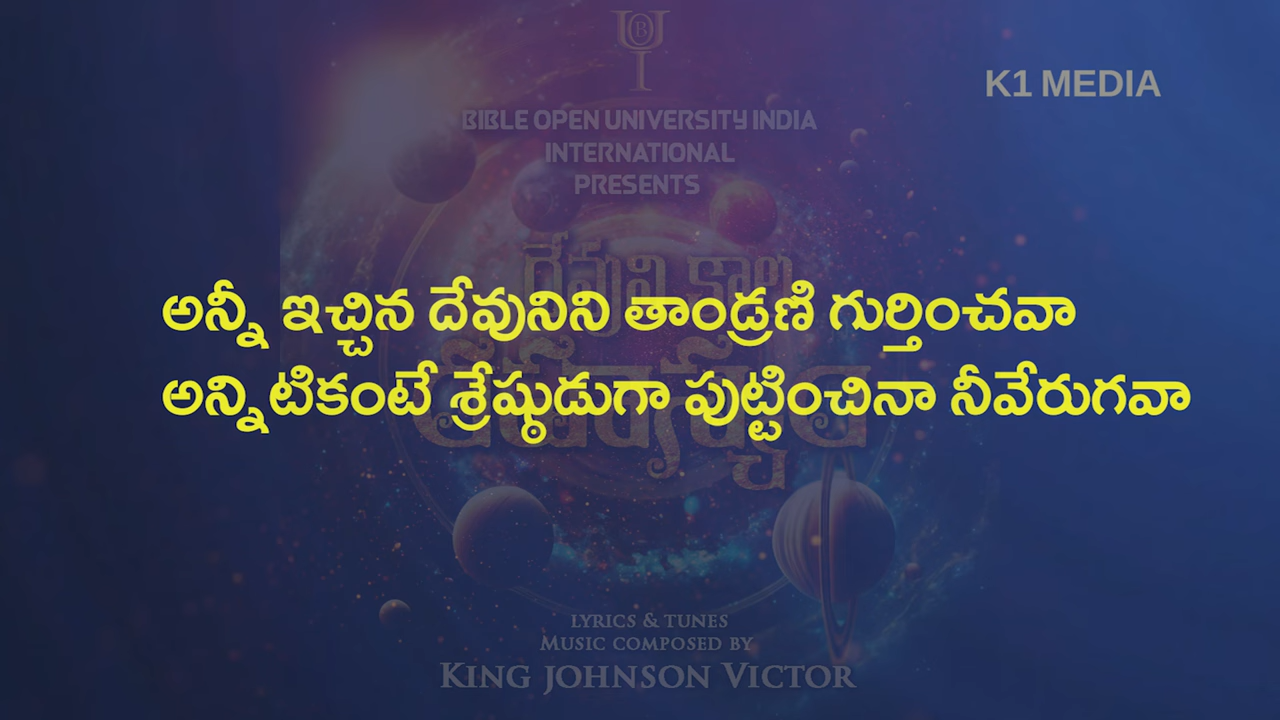 BIBLE OPEN UNIVERSITY INDIA
INTERNATIONAL
PRESENTS
K1 MEDIA
దేవుని కళా
అన్నీ ఇచ్చిన దేవునిని తాండ్రణి గుర్తించవా
అన్నిటికంటే శ్రేష్ఠుడుగా పుట్టించినా నీవేరుగవా
LYRICS & TUNES
MUSIC COMPOSED BY
KING JOHNSON VICTOR